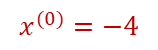 x⁽⁰⁾ = −4